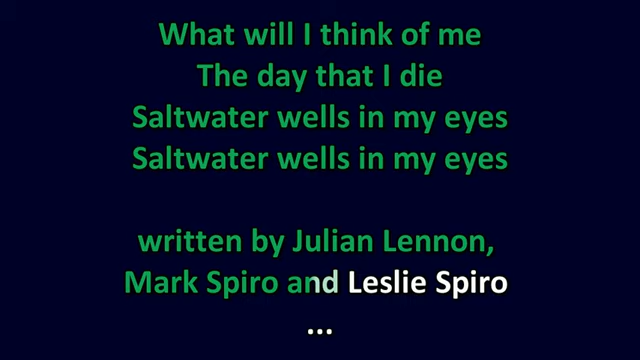 What will I think of me
The day that I die
Saltwater wells in my eyes
Saltwater wells in my eyes
written by Julian Lennon,
Mark Spiro and Leslie Spiro
...